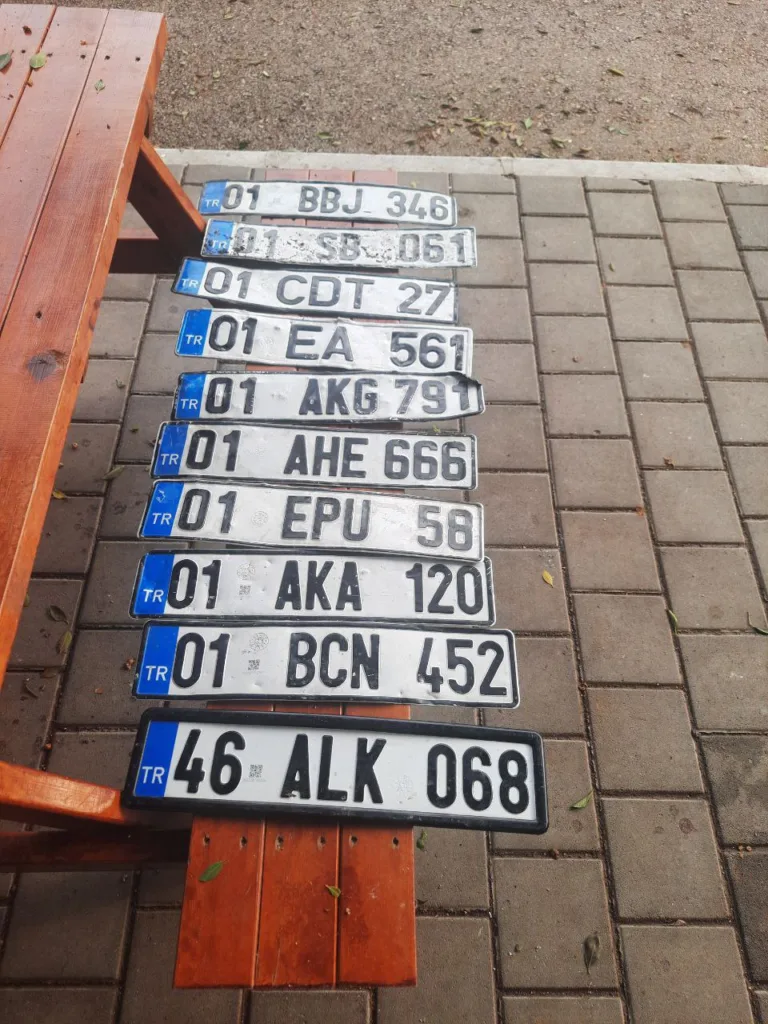 TR 01 BBJ 346
TR 01 SB 061
TR 01 CDT 27
TR 01 EA 561
TR 01 AKG 791
TR 01 AHE 666
TR 01 EPU 58
TR 01 AKA 120
TR 01 BCN 452
TR 46 ALK 068